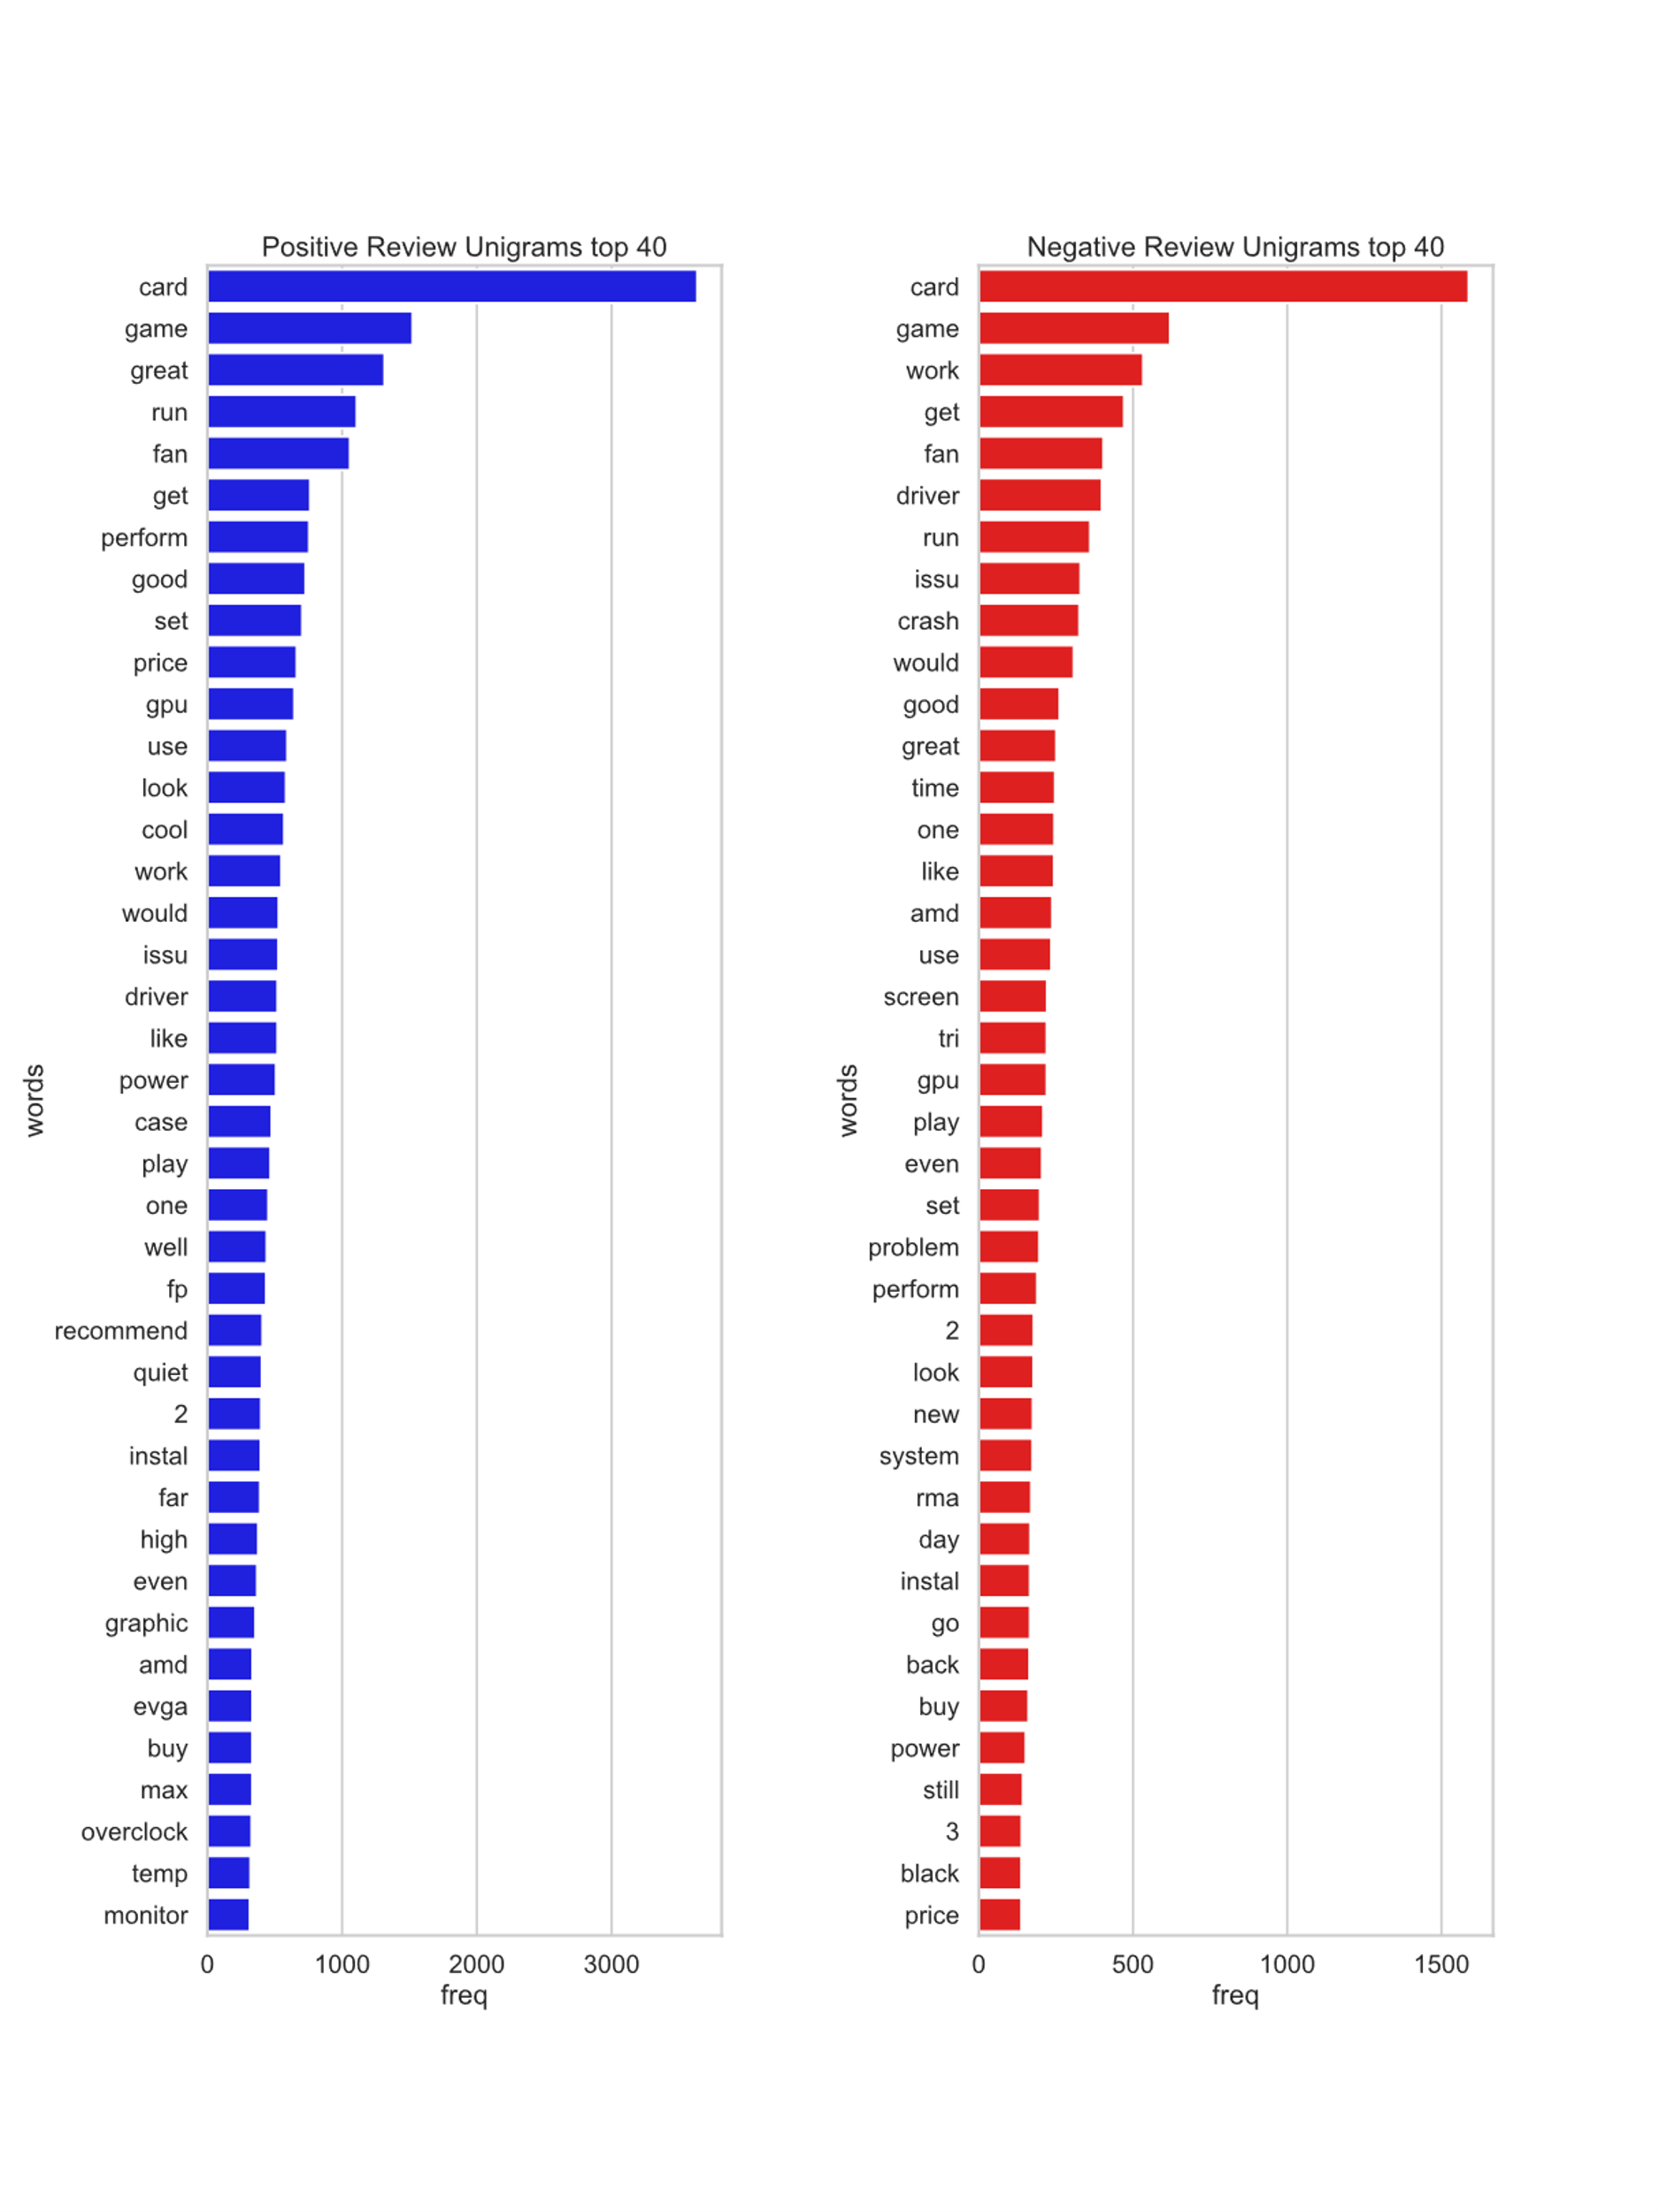 Positive Review Unigrams top 40
words
card
game
great
run
fan
get
perform
good
set
price
gpu
use
look
cool
work
would
issu
driver
like
power
case
play
one
well
fp
recommend
quiet
2
instal
far
high
even
graphic
amd
evga
buy
max
overclock
temp
monitor
0 1000 2000 3000
freq
Negative Review Unigrams top 40
words
card
game
work
get
fan
driver
run
issu
crash
would
good
great
time
one
like
amd
use
screen
tri
gpu
play
even
set
problem
perform
2
look
new
system
rma
day
instal
go
back
buy
power
still
3
black
price
0 500 1000 1500
freq